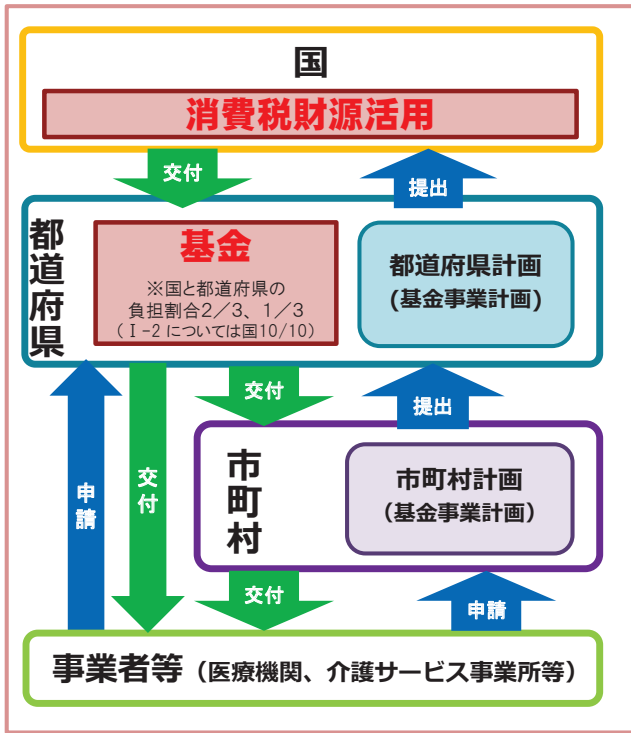 国
消費税財源活用
交付
提出
都道府県
基金
※国と都道府県の
負担割合2/3、1/3
(Ⅰ-2については国10/10)
都道府県計画
(基金事業計画)
交付
提出
申請
交付
市町村
市町村計画
(基金事業計画)
交付
申請
事業者等(医療機関、介護サービス事業所等)